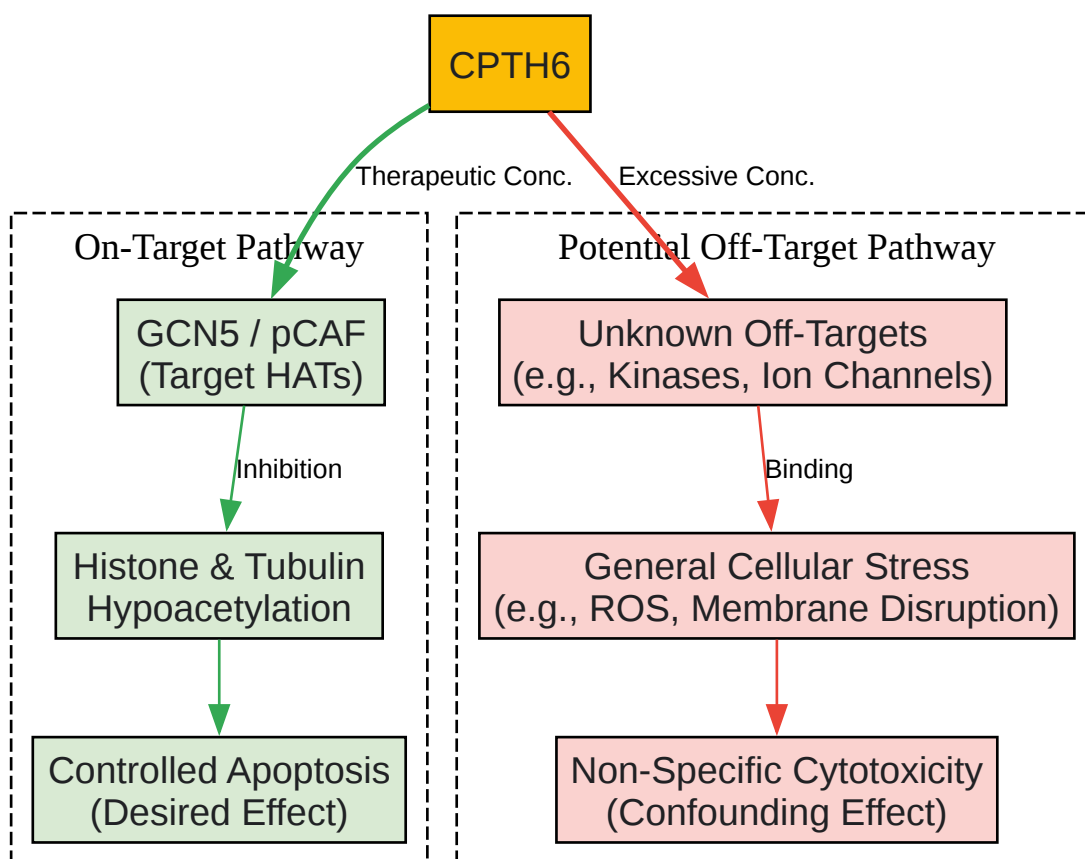 CPTH6
Therapeutic Conc.
Excessive Conc.
On-Target Pathway
Potential Off-Target Pathway
GCN5 / pCAF
(Target HATs)
Unknown Off-Targets
(e.g., Kinases, Ion Channels)
Inhibition
Binding
Histone & Tubulin
Hypoacetylation
General Cellular Stress
(e.g., ROS, Membrane Disruption)
Controlled Apoptosis
(Desired Effect)
Non-Specific Cytotoxicity
(Confounding Effect)